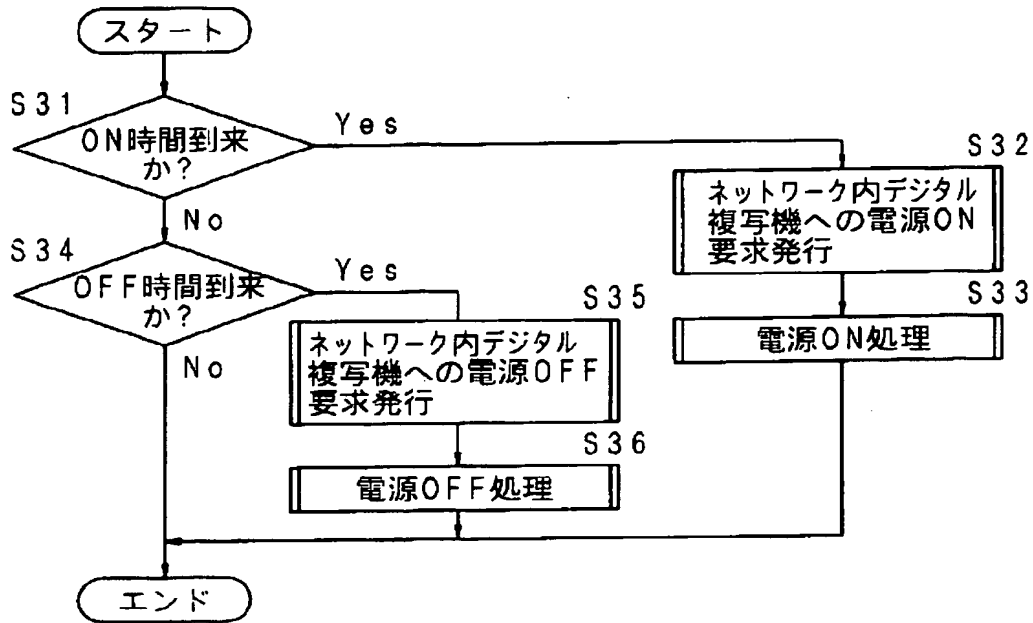 スタート
S31
ON時間到来
か?
Yes
No
S32
ネットワーク内デジタル
複写機への電源ON
要求発行
S33
電源ON処理
S34
OFF時間到来
か?
Yes
No
S35
ネットワーク内デジタル
複写機への電源OFF
要求発行
S36
電源OFF処理
エンド